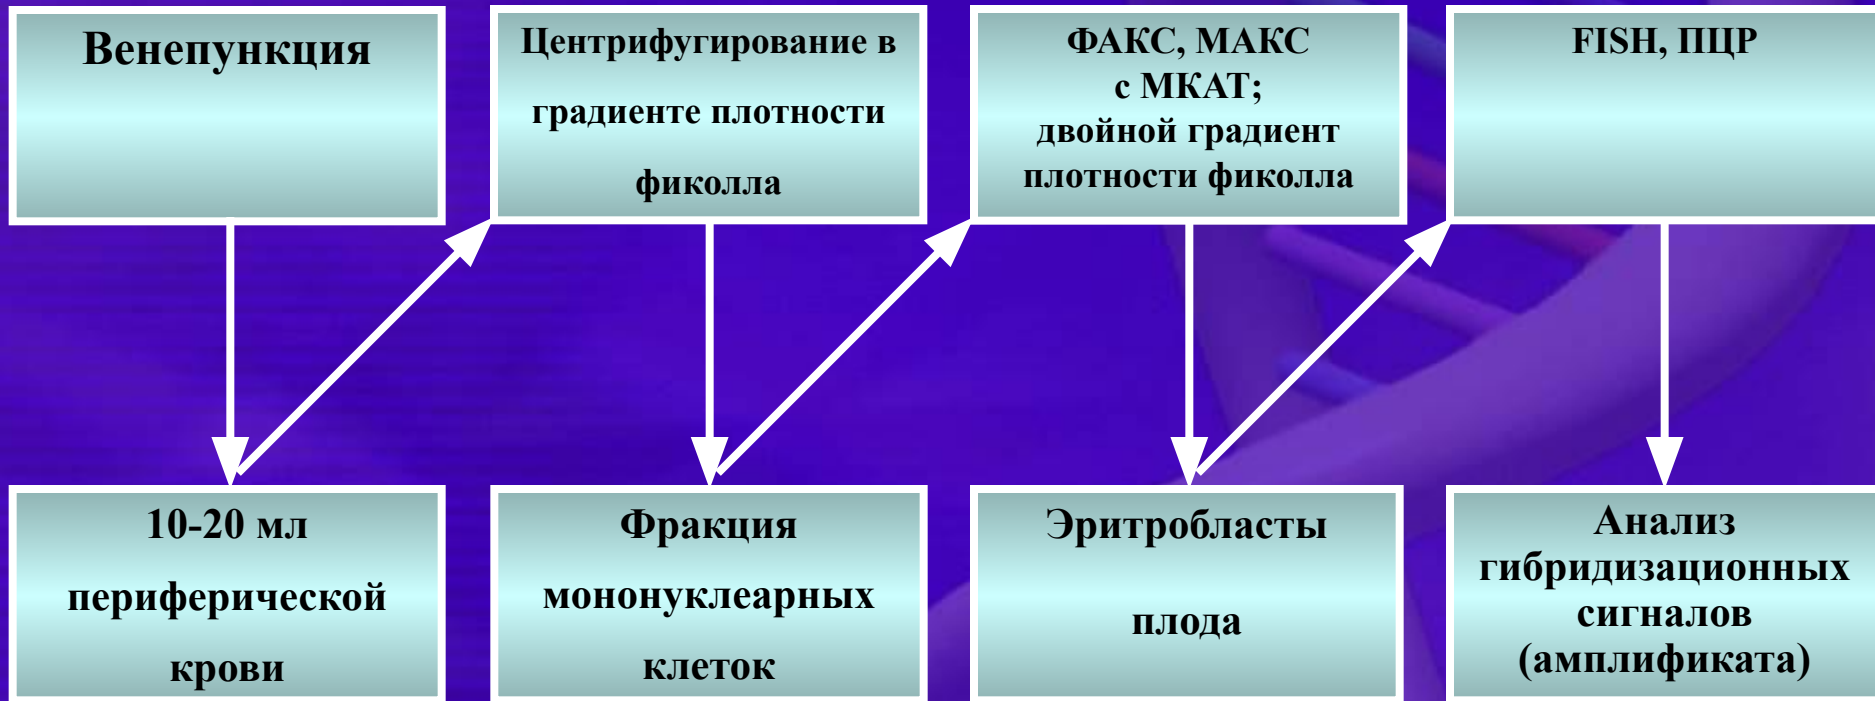 Венепункция
Центрифугирование в
градиенте плотности
фиколла
ФАКС, МАКС
с МКАТ;
двойной градиент
плотности фиколла
FISH, ПЦР
10-20 мл
периферической
крови
Фракция
мононуклеарных
клеток
Эритробласты
плода
Анализ
гибридизационных
сигналов
(амплификата)